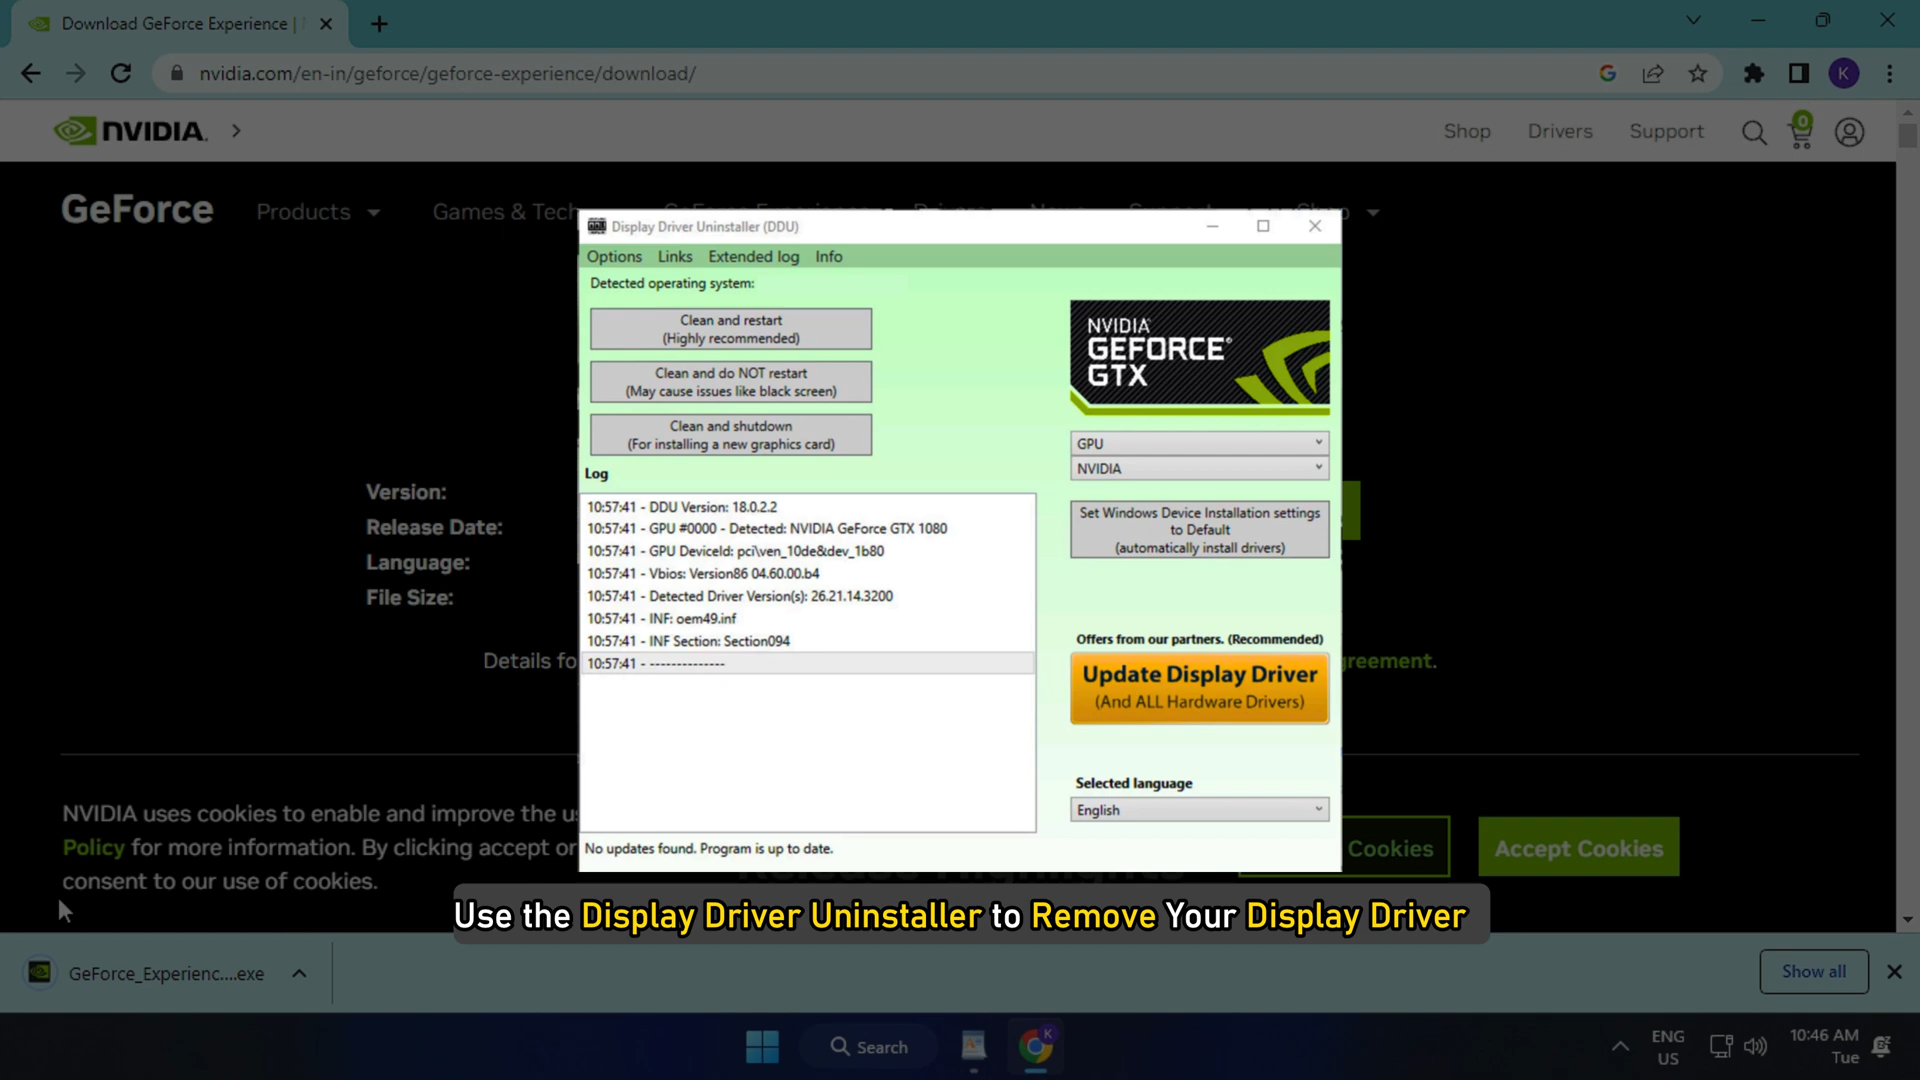 Download GeForce Experience |
nvidia.com/en-in/geforce/geforce-experience/download/
K
NVIDIA.
Shop
Drivers
Support
0
GeForce
Products
Games & Tech
Display Driver Uninstaller (DDU)
Options
Links
Extended log
Info
Detected operating system:
Clean and restart
(Highly recommended)
Clean and do NOT restart
(May cause issues like black screen)
Clean and shutdown
(For installing a new graphics card)
NVIDIA
GEFORCE
GTX
GPU
NVIDIA
Log
10:57:41 - DDU Version: 18.0.2.2
10:57:41 - GPU #0000 - Detected: NVIDIA GeForce GTX 1080
10:57:41 - GPU DeviceId: pci\ven_10de&dev_1b80
10:57:41 - Vbios: Version86 04.60.00.b4
10:57:41 - Detected Driver Version(s): 26.21.14.3200
10:57:41 - INF: oem49.inf
10:57:41 - INF Section: Section094
10:57:41 - --------------
Set Windows Device Installation settings
to Default
(automatically install drivers)
Offers from our partners. (Recommended)
Update Display Driver
(And ALL Hardware Drivers)
Selected language
English
No updates found. Program is up to date.
Version:
Release Date:
Language:
File Size:
Details fo
greement.
NVIDIA uses cookies to enable and improve the u
Policy for more information. By clicking accept or
consent to our use of cookies.
Cookies
Accept Cookies
Use the Display Driver Uninstaller to Remove Your Display Driver
GeForce_Experienc....exe
Show all
Search
K
ENG
US
10:46 AM
Tue